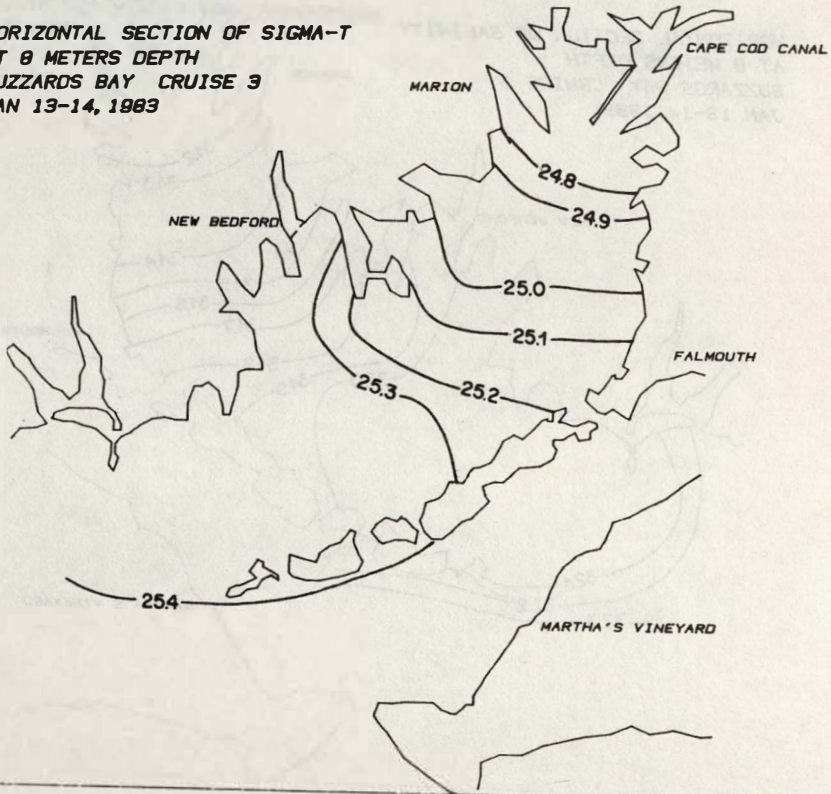 ORIZONTAL SECTION OF SIGMA-T
T 0 METERS DEPTH
UZZARDS BAY CRUISE 3
AN 13-14, 1983
CAPE COD CANAL
MARION
24.8
24.9
NEW BEDFORD
25.0
25.1
FALMOUTH
25.2
25.3
25.4
MARTHA'S VINEYARD